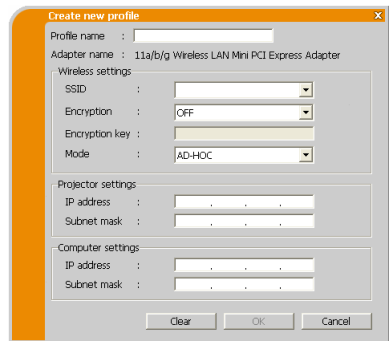 Create new profile X
Profile name :
Adapter name : 11a/b/g Wireless LAN Mini PCI Express Adapter
Wireless settings
SSID :
Encryption : OFF
Encryption key :
Mode : AD-HOC
Projector settings
IP address : . . .
Subnet mask : . . .
Computer settings
IP address : . . .
Subnet mask : . . .
Clear OK Cancel